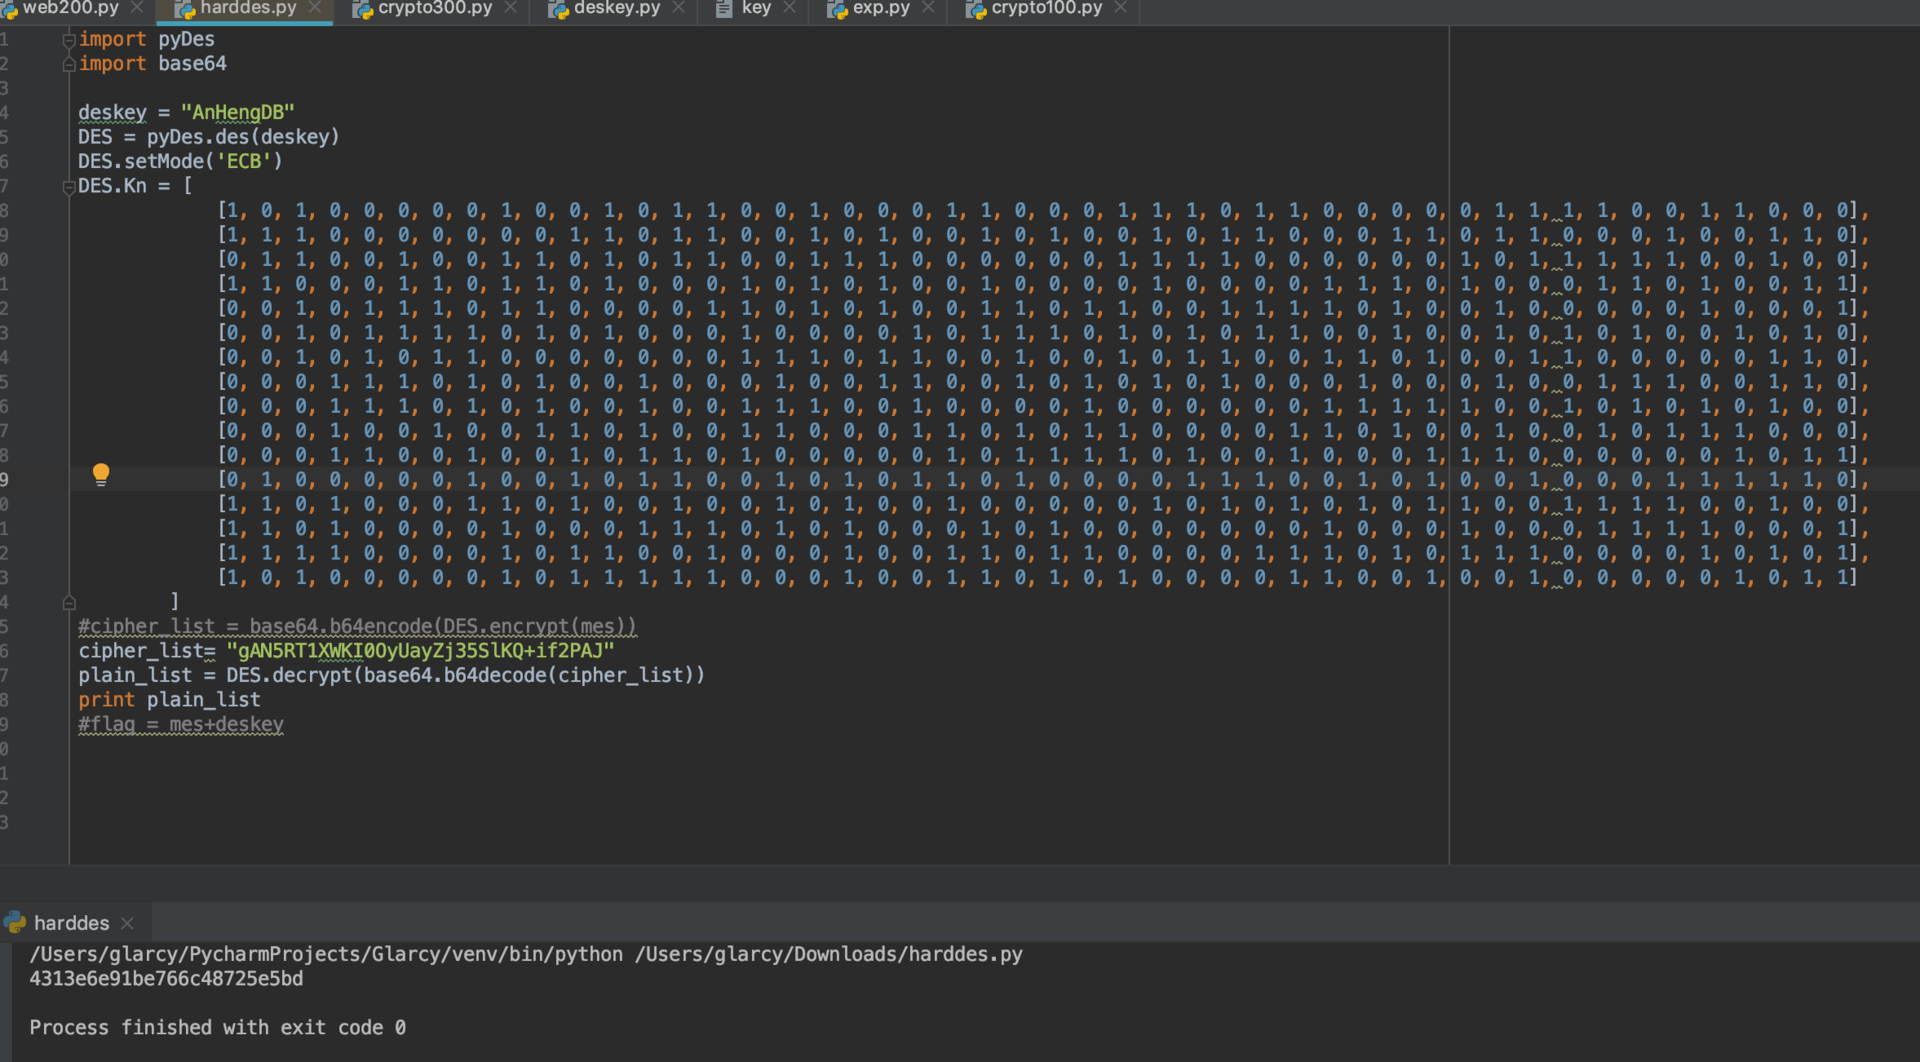 web200.py harddes.py crypto300.py deskey.py key exp.py crypto100.py
1 import pyDes
2 import base64
3
4 deskey = "AnHengDB"
5 DES = pyDes.des(deskey)
6 DES.setMode('ECB')
7 DES.Kn = [
8 [1, 0, 1, 0, 0, 0, 0, 0, 1, 0, 0, 1, 0, 1, 1, 0, 0, 1, 0, 0, 0, 1, 1, 0, 0, 0, 1, 1, 1, 0, 1, 1, 0, 0, 0, 0, 0, 1, 1, 1, 1, 0, 0, 1, 1, 0, 0, 0],
9 [1, 1, 1, 0, 0, 0, 0, 0, 0, 0, 1, 1, 0, 1, 1, 0, 0, 1, 0, 1, 0, 0, 1, 0, 1, 0, 0, 1, 0, 1, 1, 0, 0, 0, 1, 1, 0, 1, 1, 0, 0, 0, 1, 0, 0, 1, 1, 0],
0 [0, 1, 1, 0, 0, 1, 0, 0, 1, 1, 0, 1, 0, 1, 1, 0, 0, 1, 1, 1, 0, 0, 0, 0, 0, 0, 1, 1, 1, 1, 0, 0, 0, 0, 0, 0, 1, 0, 1, 1, 1, 1, 1, 0, 0, 1, 0, 0],
1 [1, 1, 0, 0, 0, 1, 1, 0, 1, 1, 0, 1, 0, 0, 0, 1, 0, 1, 0, 1, 0, 0, 1, 0, 0, 0, 0, 1, 0, 0, 0, 0, 1, 1, 1, 0, 1, 0, 0, 0, 1, 1, 0, 1, 0, 0, 1, 1],
2 [0, 0, 1, 0, 1, 1, 1, 0, 1, 1, 0, 0, 0, 0, 1, 1, 0, 1, 0, 1, 0, 0, 1, 1, 0, 1, 1, 0, 0, 1, 1, 1, 1, 0, 1, 0, 0, 1, 0, 0, 0, 0, 0, 1, 0, 0, 0, 1],
3 [0, 0, 1, 0, 1, 1, 1, 1, 0, 1, 0, 1, 0, 0, 0, 1, 0, 0, 0, 0, 1, 0, 1, 1, 1, 0, 1, 0, 1, 0, 1, 1, 0, 0, 1, 0, 0, 1, 0, 1, 0, 1, 0, 0, 1, 0, 1, 0],
4 [0, 0, 1, 0, 1, 0, 1, 1, 0, 0, 0, 0, 0, 0, 0, 1, 1, 1, 0, 1, 1, 0, 0, 1, 0, 0, 1, 0, 1, 1, 0, 0, 1, 1, 0, 1, 0, 0, 1, 1, 0, 0, 0, 0, 0, 1, 1, 0],
5 [0, 0, 0, 1, 1, 1, 0, 1, 0, 1, 0, 0, 1, 0, 0, 0, 1, 0, 0, 1, 1, 0, 0, 1, 0, 1, 0, 1, 0, 1, 0, 0, 0, 1, 0, 0, 0, 1, 0, 0, 1, 1, 1, 0, 0, 1, 1, 0],
6 [0, 0, 0, 1, 1, 1, 0, 1, 0, 1, 0, 0, 1, 0, 0, 1, 1, 1, 0, 0, 1, 0, 0, 0, 0, 1, 0, 0, 0, 0, 0, 0, 1, 1, 1, 1, 1, 0, 0, 1, 0, 1, 0, 1, 0, 1, 0, 0],
7 [0, 0, 0, 1, 0, 0, 1, 0, 0, 1, 1, 0, 1, 0, 0, 1, 1, 0, 0, 0, 1, 1, 0, 1, 0, 1, 1, 0, 0, 0, 0, 1, 1, 0, 1, 0, 0, 1, 0, 0, 1, 0, 1, 1, 1, 0, 0, 0],
8 [0, 0, 0, 1, 1, 0, 0, 1, 0, 0, 1, 0, 1, 1, 0, 1, 0, 0, 0, 0, 0, 1, 0, 1, 1, 1, 1, 0, 1, 0, 1, 0, 0, 0, 0, 1, 1, 1, 0, 0, 0, 0, 0, 0, 1, 0, 1, 1],
9 [0, 1, 0, 0, 0, 0, 0, 1, 0, 0, 1, 0, 1, 1, 0, 0, 1, 0, 1, 0, 1, 1, 0, 1, 0, 0, 0, 0, 1, 1, 1, 0, 0, 1, 0, 1, 0, 0, 1, 0, 0, 0, 1, 1, 1, 1, 1, 0],
0 [1, 1, 0, 1, 0, 0, 0, 1, 1, 0, 1, 0, 0, 0, 1, 0, 1, 1, 0, 1, 0, 1, 0, 0, 0, 0, 0, 1, 0, 1, 0, 1, 0, 1, 0, 1, 1, 0, 0, 1, 1, 1, 1, 0, 1, 0, 0, 0],
1 [1, 1, 0, 1, 0, 0, 0, 0, 1, 0, 0, 0, 1, 1, 1, 0, 1, 0, 1, 0, 0, 0, 1, 0, 1, 0, 0, 0, 0, 0, 0, 0, 1, 0, 0, 0, 1, 0, 0, 0, 1, 1, 1, 1, 0, 0, 0, 1],
2 [1, 1, 1, 1, 0, 0, 0, 0, 1, 0, 1, 1, 0, 0, 1, 0, 0, 0, 1, 0, 0, 1, 1, 0, 1, 1, 0, 0, 0, 0, 1, 1, 1, 0, 1, 0, 1, 1, 1, 0, 0, 0, 0, 1, 0, 1, 0, 1],
3 [1, 0, 1, 0, 0, 0, 0, 0, 1, 0, 1, 1, 1, 1, 1, 0, 0, 0, 1, 0, 0, 1, 1, 0, 1, 0, 1, 0, 0, 0, 0, 1, 1, 0, 0, 1, 0, 0, 1, 0, 0, 0, 0, 0, 1, 0, 1, 1]
4 ]
5 #cipher_list = base64.b64encode(DES.encrypt(mes))
6 cipher_list= "gAN5RT1XWKI0OyUayZj35SlKQ+if2PAJ"
7 plain_list = DES.decrypt(base64.b64decode(cipher_list))
8 print plain_list
9 #flag = mes+deskey
0
1
2
3
harddes
/Users/glarcy/PycharmProjects/Glarcy/venv/bin/python /Users/glarcy/Downloads/harddes.py
4313e6e91be766c48725e5bd
Process finished with exit code 0